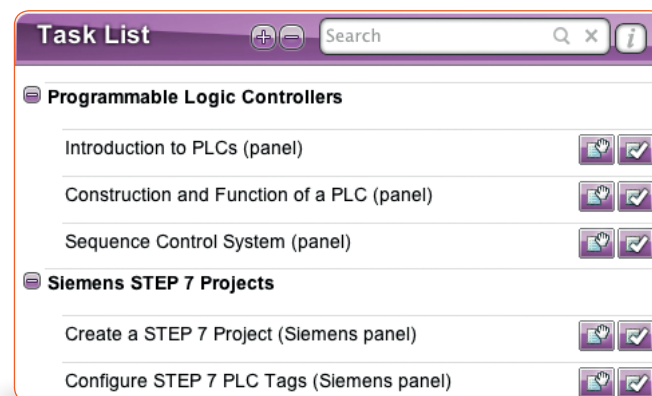 Task List
Search
i
Programmable Logic Controllers
Introduction to PLCs (panel)
Construction and Function of a PLC (panel)
Sequence Control System (panel)
Siemens STEP 7 Projects
Create a STEP 7 Project (Siemens panel)
Configure STEP 7 PLC Tags (Siemens panel)